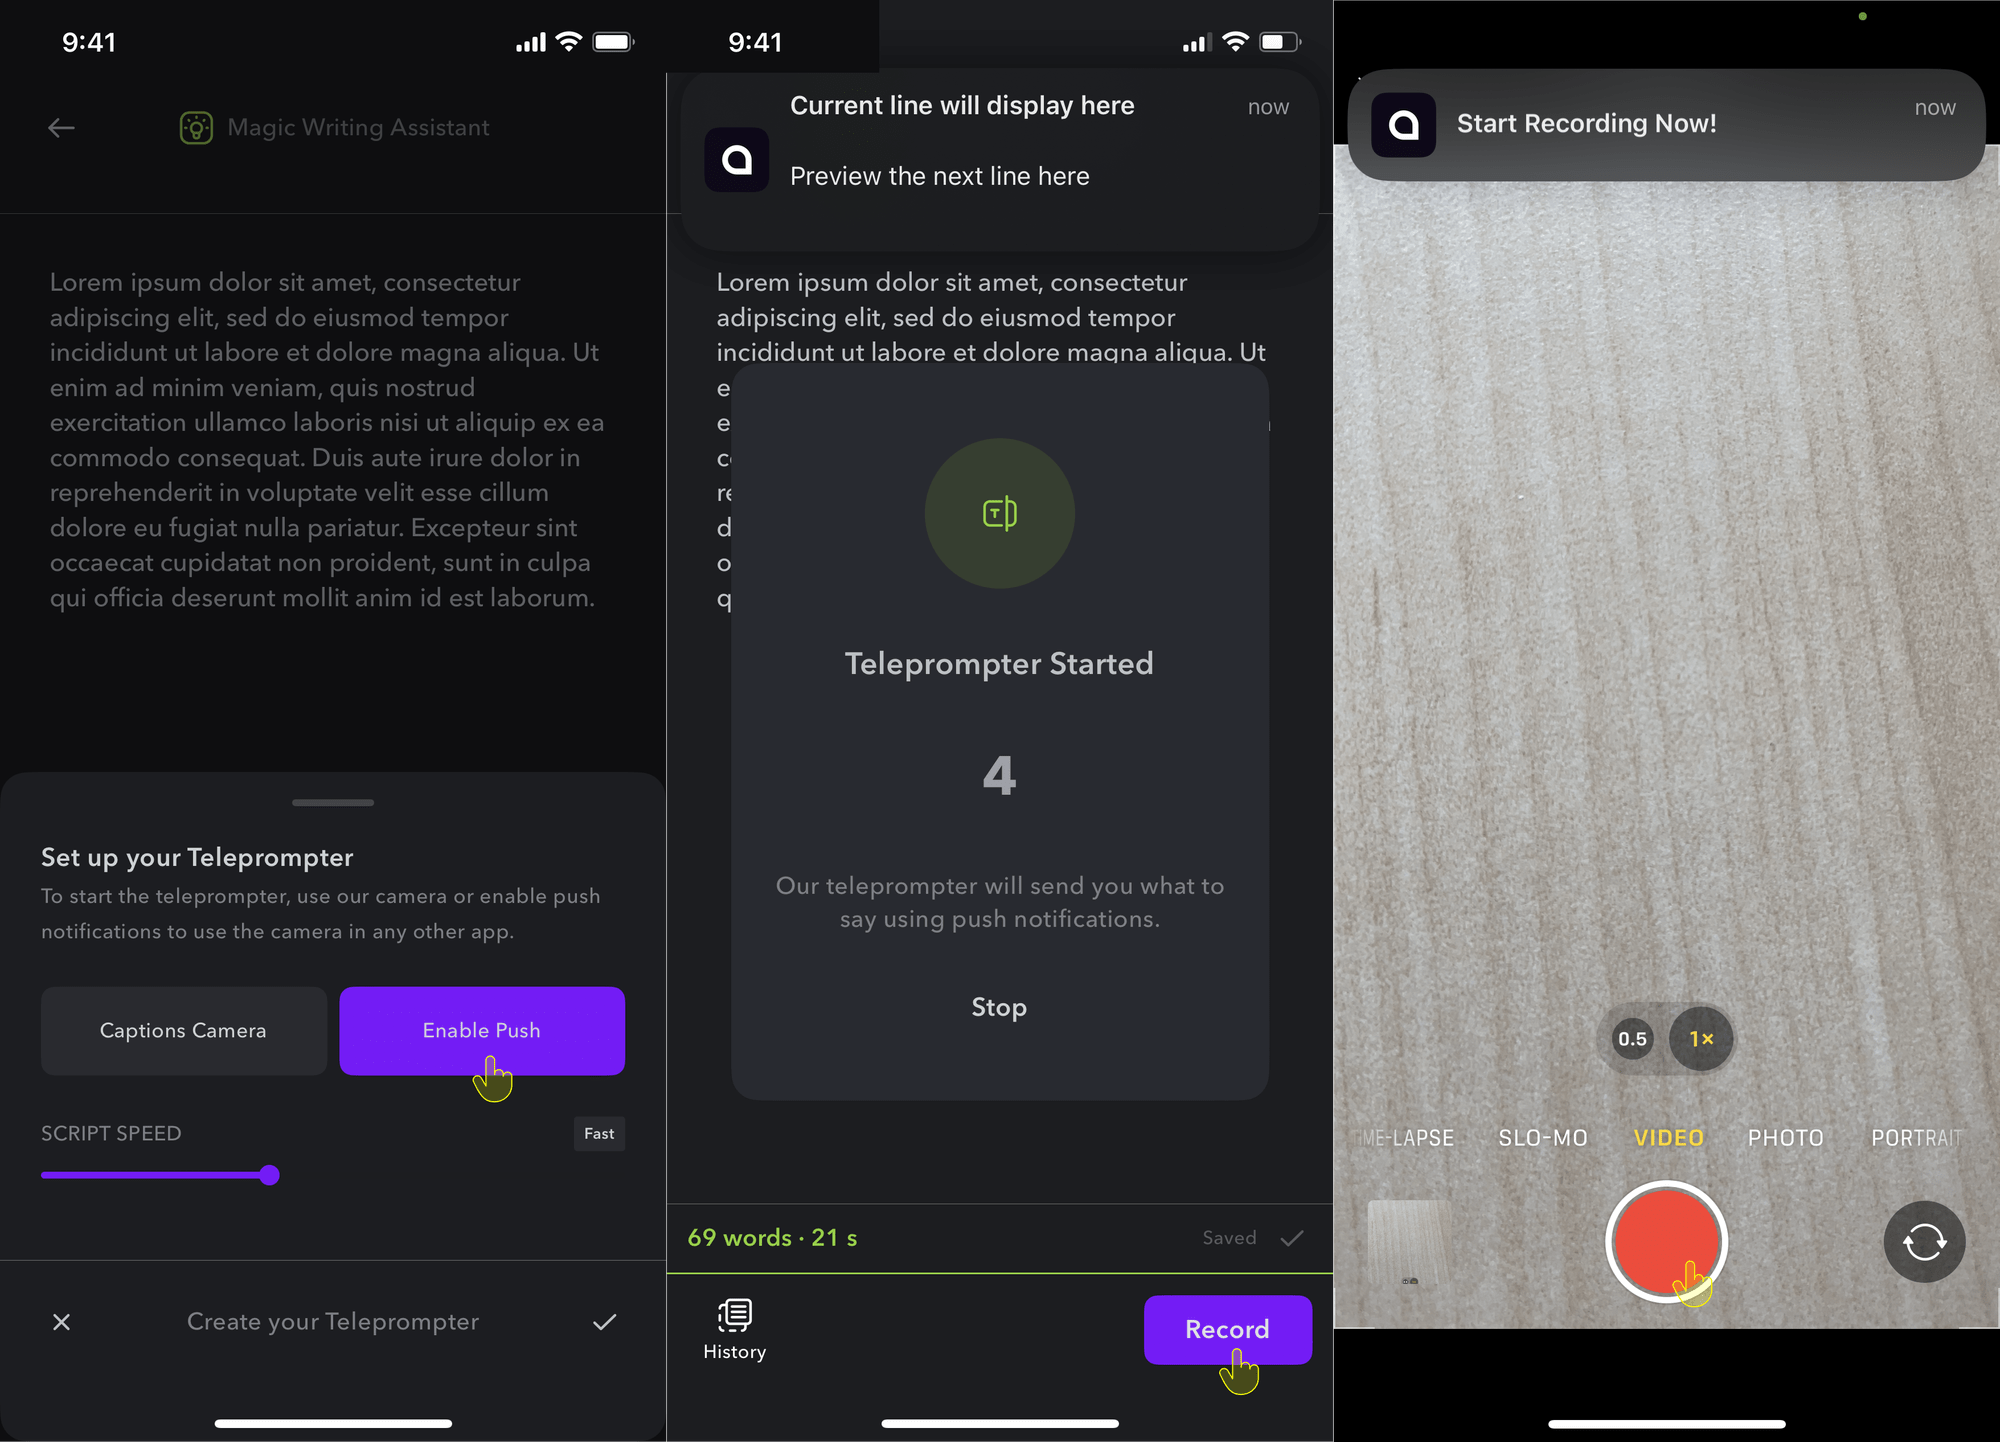 9:41
Magic Writing Assistant
Lorem ipsum dolor sit amet, consectetur
adipiscing elit, sed do eiusmod tempor
incididunt ut labore et dolore magna aliqua. Ut
enim ad minim veniam, quis nostrud
exercitation ullamco laboris nisi ut aliquip ex ea
commodo consequat. Duis aute irure dolor in
reprehenderit in voluptate velit esse cillum
dolore eu fugiat nulla pariatur. Excepteur sint
occaecat cupidatat non proident, sunt in culpa
qui officia deserunt mollit anim id est laborum.
Set up your Teleprompter
To start the teleprompter, use our camera or enable push
notifications to use the camera in any other app.
Captions Camera
Enable Push
SCRIPT SPEED
Fast
Create your Teleprompter
9:41
Current line will display here
now
Preview the next line here
Lorem ipsum dolor sit amet, consectetur
adipiscing elit, sed do eiusmod tempor
incididunt ut labore et dolore magna aliqua. Ut
Teleprompter Started
4
Our teleprompter will send you what to
say using push notifications.
Stop
69 words · 21 s
Saved
History
Record
Start Recording Now!
now
0.5
1×
ME-LAPSE
SLO-MO
VIDEO
PHOTO
PORTRAIT